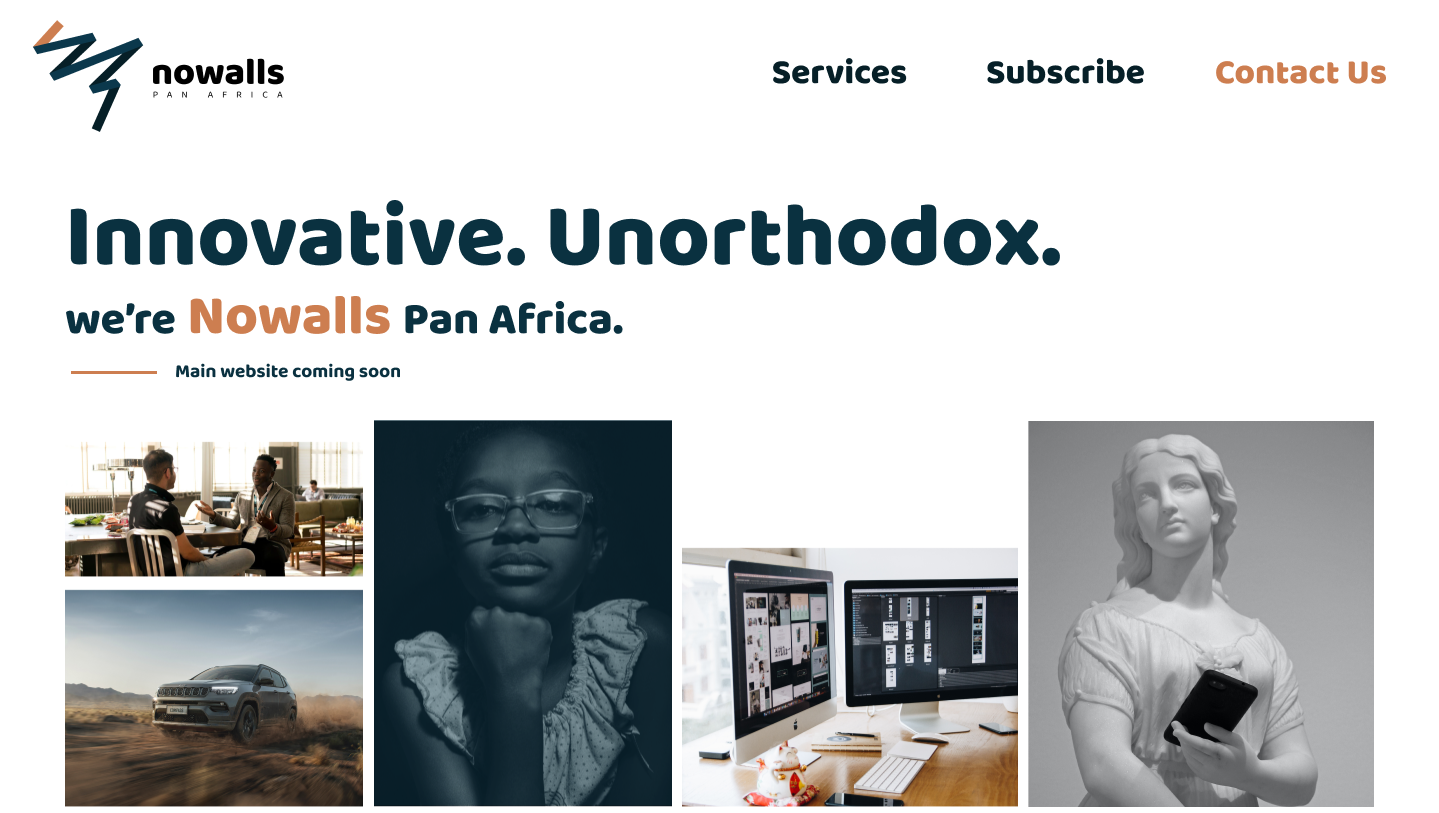 nowalls
PAN AFRICA
Services
Subscribe
Contact Us
Innovative. Unorthodox.
we're Nowalls Pan Africa.
Main website coming soon